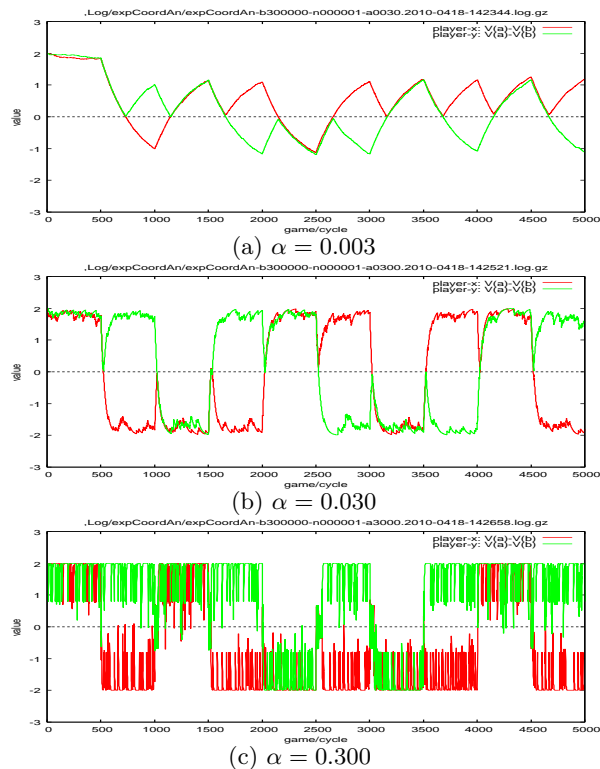 ,Log/expCoordAn/expCoordAn-b300000-n000001-a0030.2010-0418-142344.log.gz
3
2
1
0
-1
-2
-3
value
player-x: V(a)-V(b)
player-y: V(a)-V(b)
0 500 1000 1500 2000 2500 3000 3500 4000 4500 5000
game/cycle
(a) α = 0.003
,Log/expCoordAn/expCoordAn-b300000-n000001-a0300.2010-0418-142521.log.gz
3
2
1
0
-1
-2
-3
value
player-x: V(a)-V(b)
player-y: V(a)-V(b)
0 500 1000 1500 2000 2500 3000 3500 4000 4500 5000
game/cycle
(b) α = 0.030
,Log/expCoordAn/expCoordAn-b300000-n000001-a3000.2010-0418-142658.log.gz
3
2
1
0
-1
-2
-3
value
player-x: V(a)-V(b)
player-y: V(a)-V(b)
0 500 1000 1500 2000 2500 3000 3500 4000 4500 5000
game/cycle
(c) α = 0.300